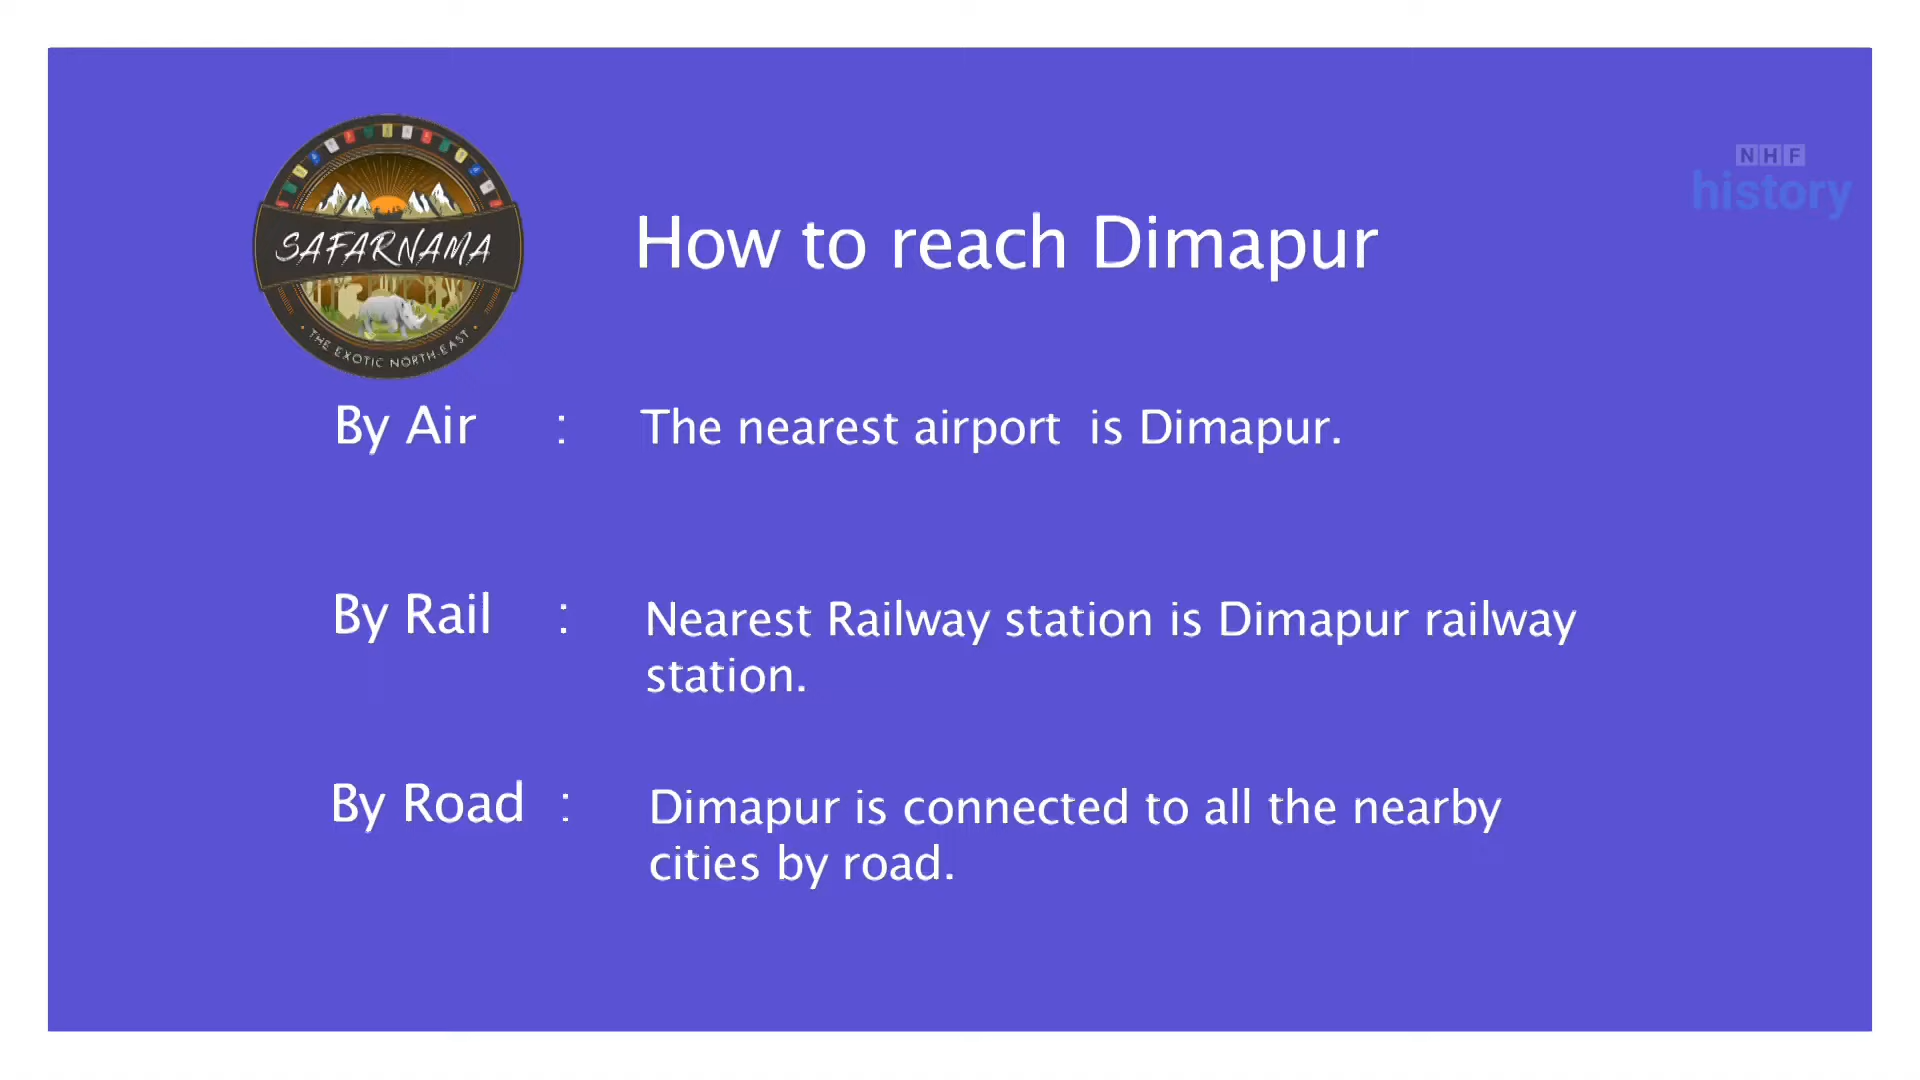 NHF
history
SAFARNAMA
THE EXOTIC NORTH-EAST
How to reach Dimapur
By Air : The nearest airport is Dimapur.
By Rail : Nearest Railway station is Dimapur railway
station.
By Road : Dimapur is connected to all the nearby
cities by road.